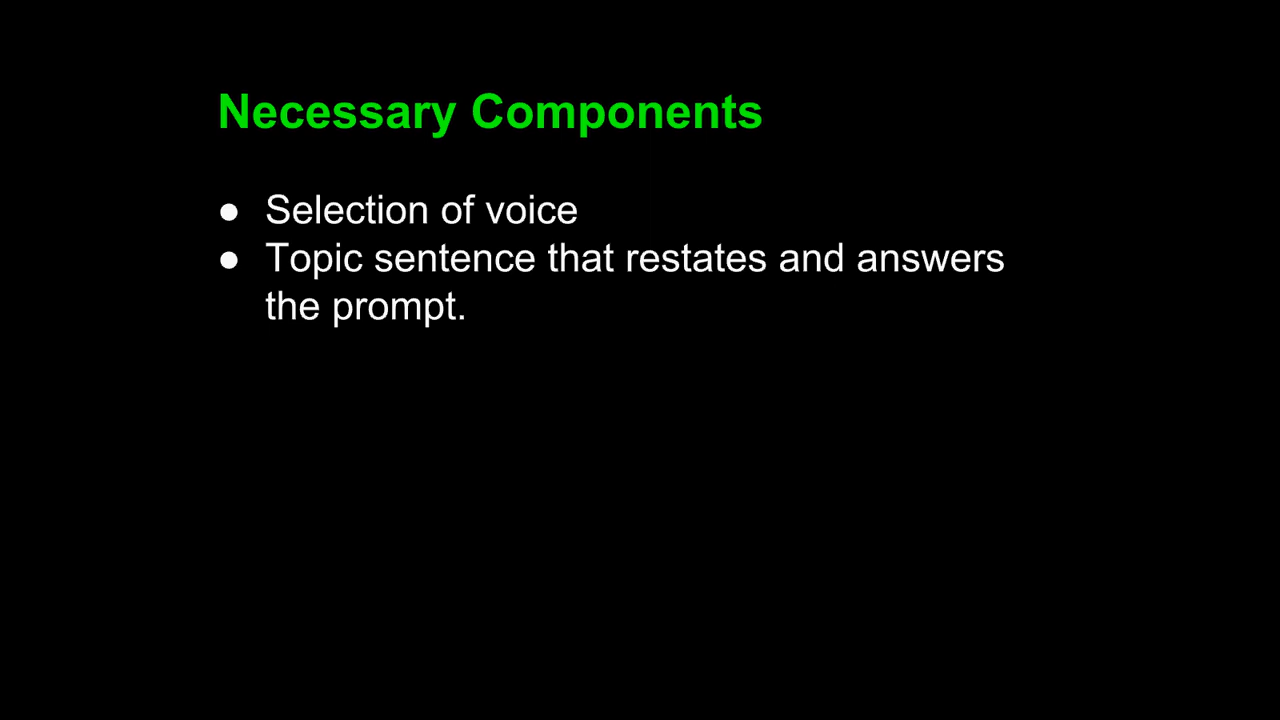 Necessary Components
● Selection of voice
● Topic sentence that restates and answers
the prompt.